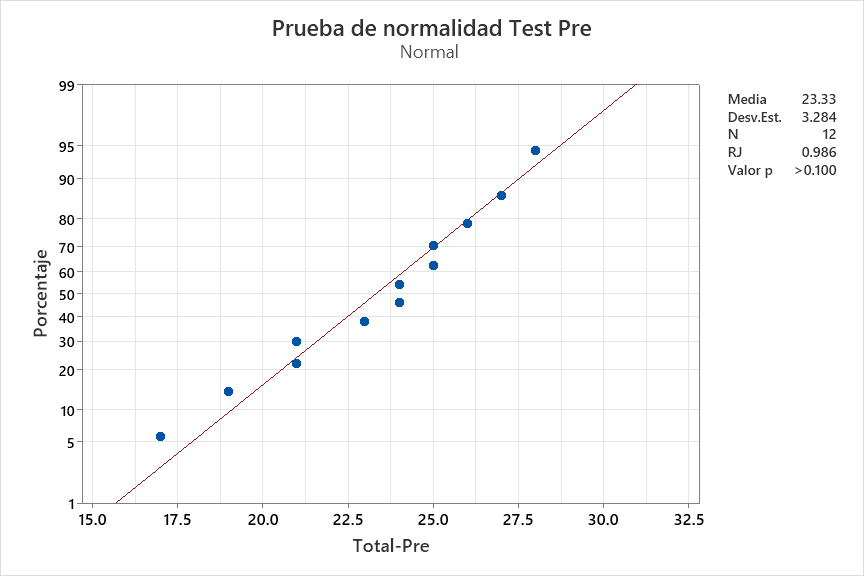 Prueba de normalidad Test Pre
Normal
Media 23.33
Desv.Est. 3.284
N 12
RJ 0.986
Valor p >0.100
Porcentaje
99
95
90
80
70
60
50
40
30
20
10
5
1
15.0 17.5 20.0 22.5 25.0 27.5 30.0 32.5
Total-Pre